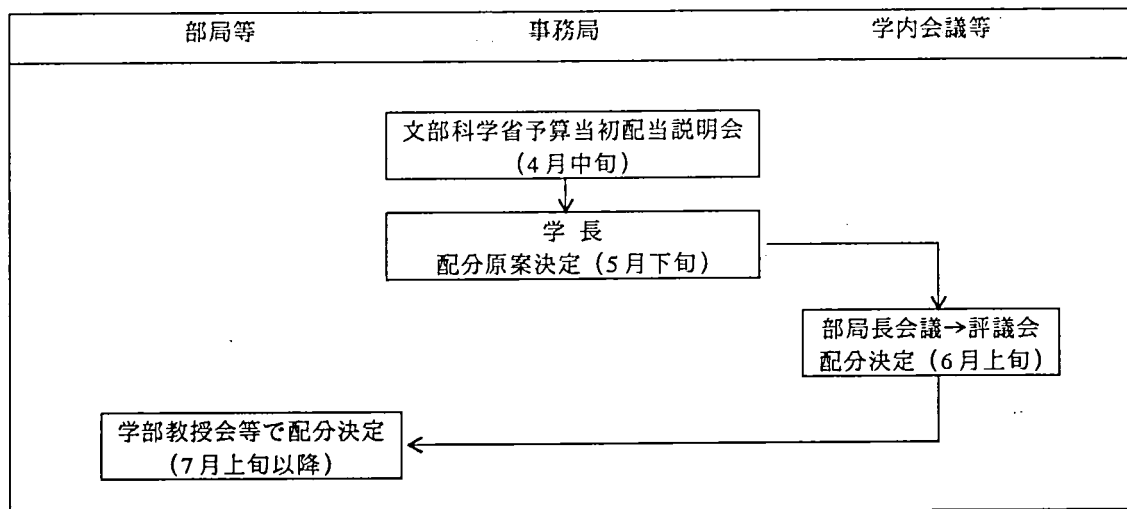 部局等
事務局
学内会議等
文部科学省予算当初配当説明会
(4月中旬)
学 長
配分原案決定 (5月下旬)
部局長会議→評議会
配分決定 (6月上旬)
学部教授会等で配分決定
(7月上旬以降)